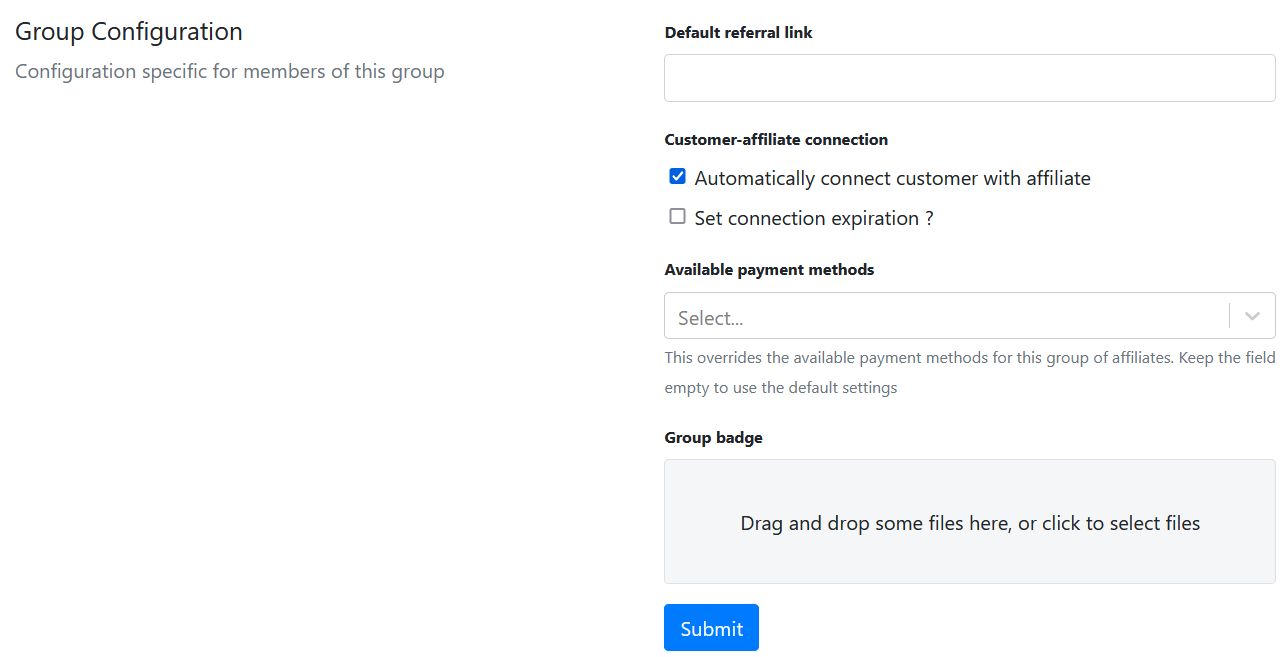 Group Configuration
Configuration specific for members of this group
Default referral link
Customer-affiliate connection
Automatically connect customer with affiliate
Set connection expiration ?
Available payment methods
Select...
This overrides the available payment methods for this group of affiliates. Keep the field
empty to use the default settings
Group badge
Drag and drop some files here, or click to select files
Submit